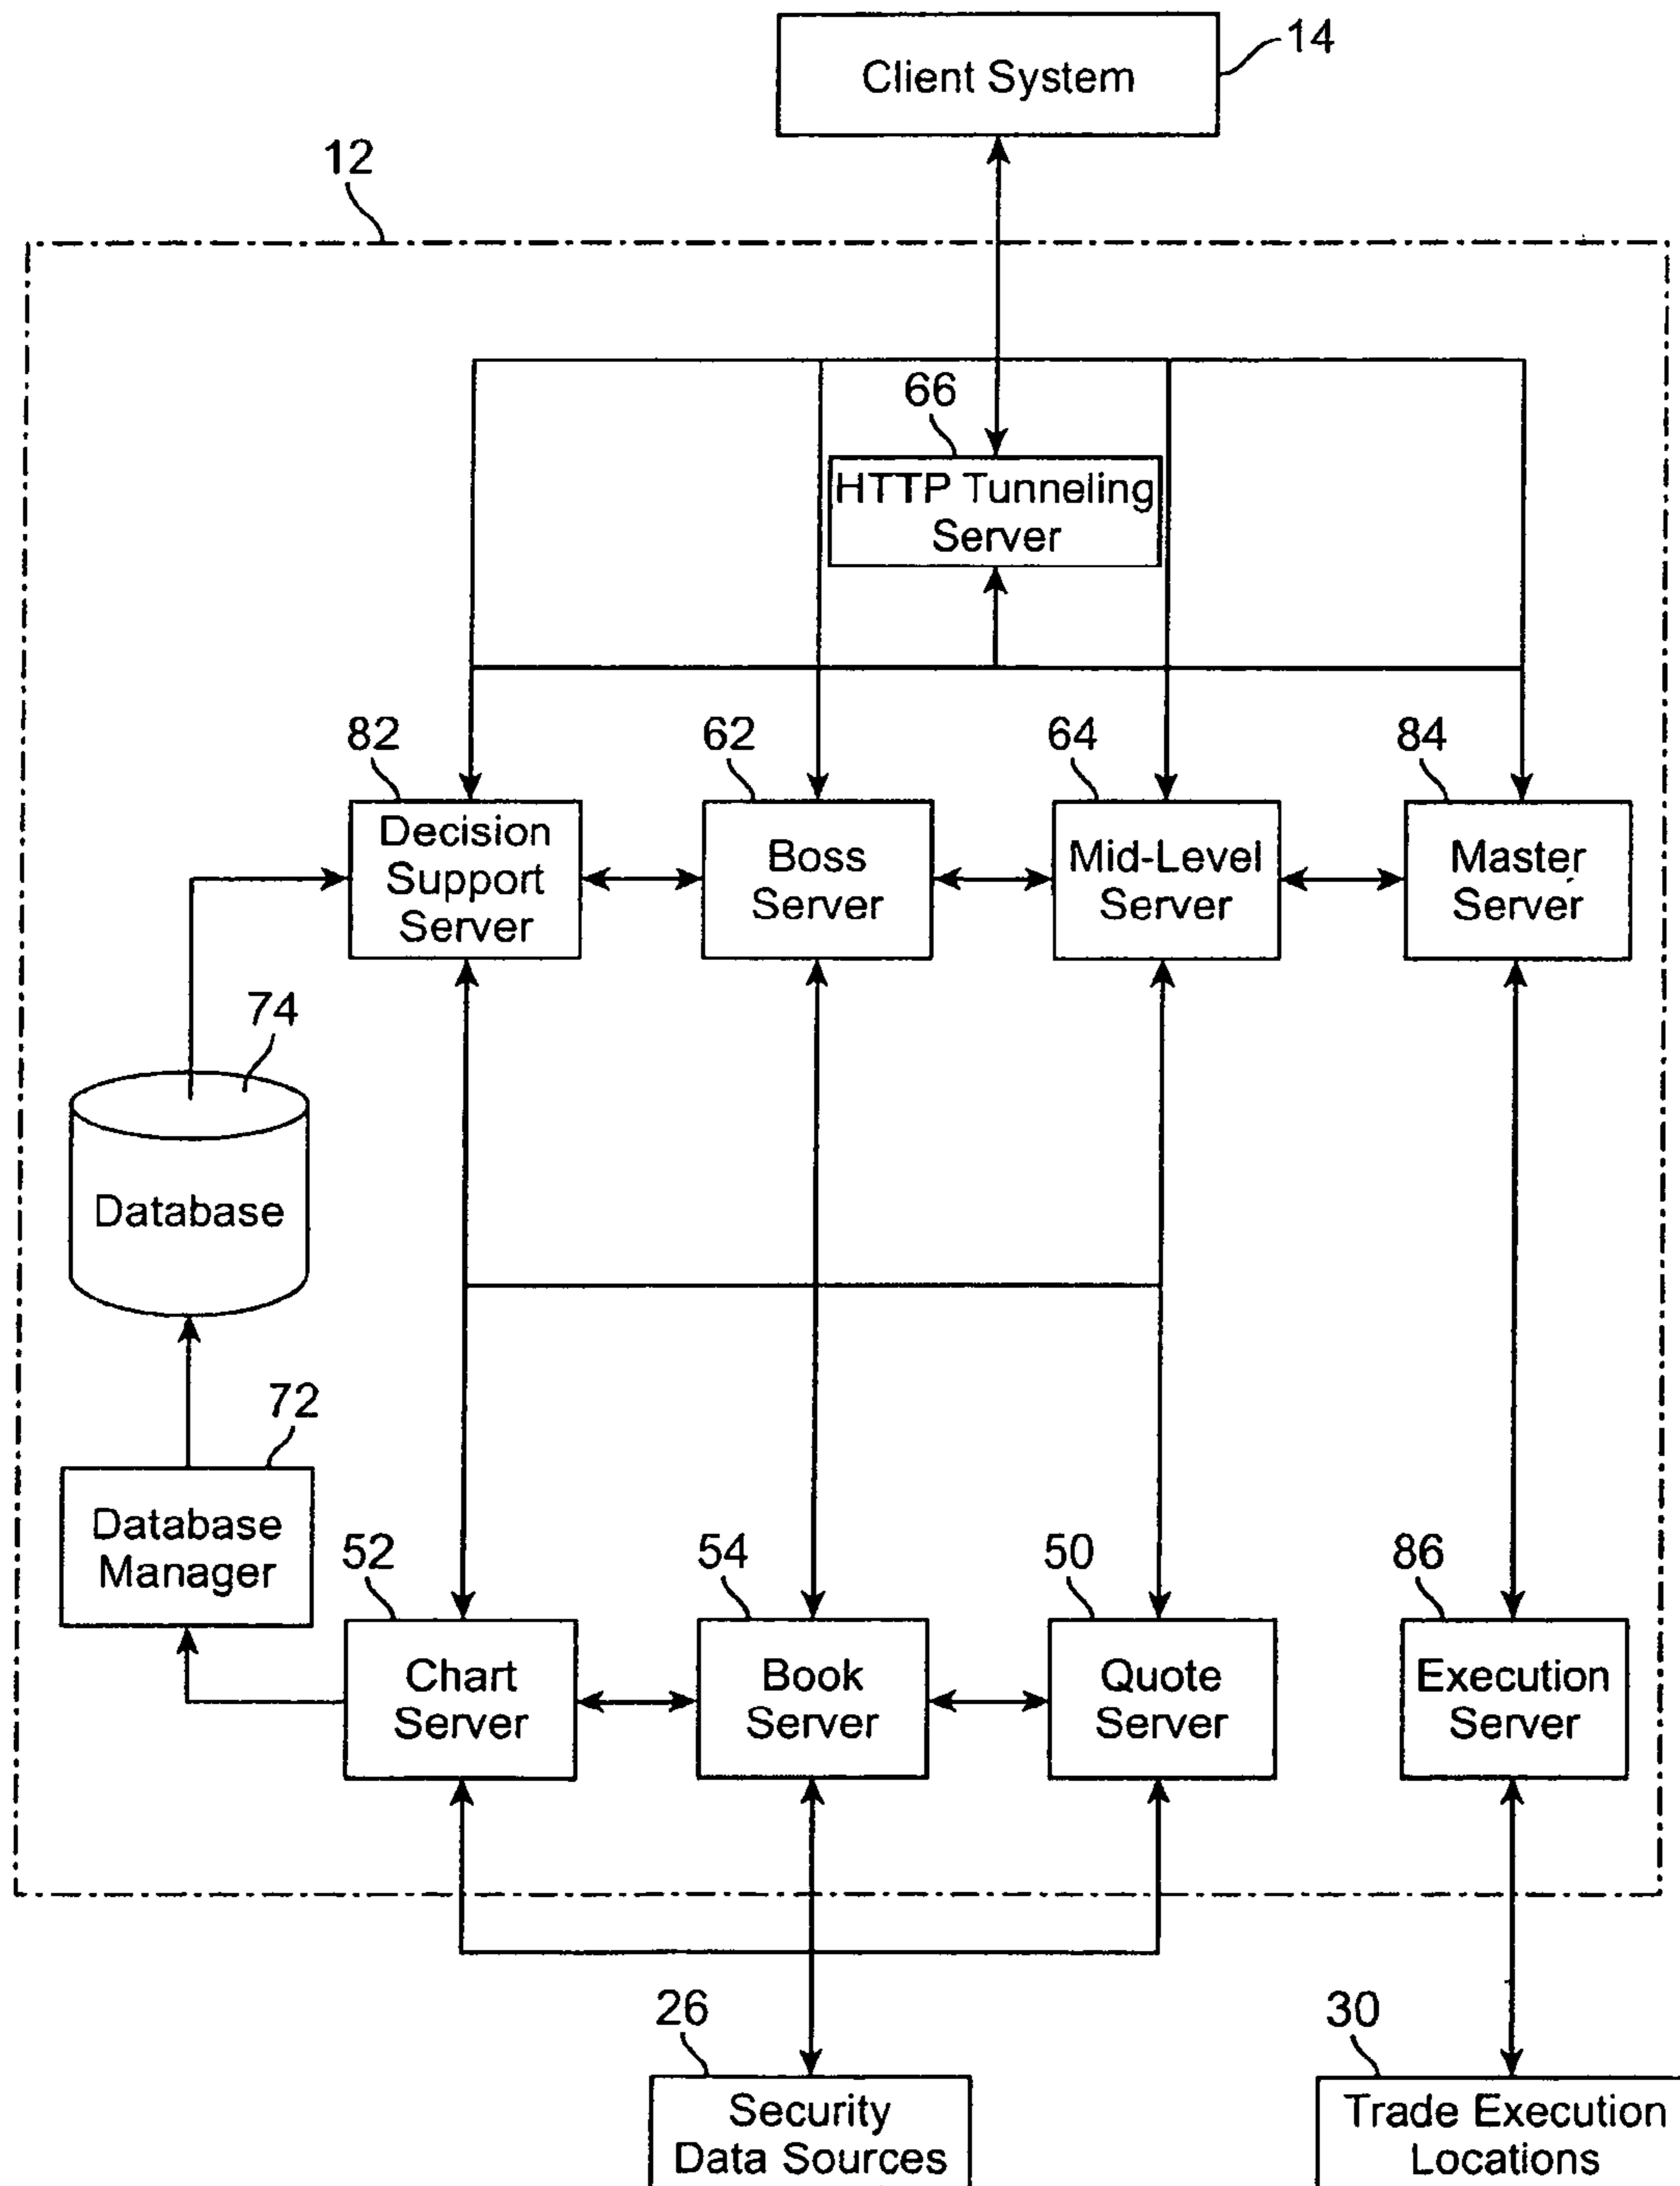 14
Client System
12
66
HTTP Tunneling
Server
82
62
64
84
Decision
Support
Server
Boss
Server
Mid-Level
Server
Master
Server
74
Database
72
Database
Manager
52
54
50
86
Chart
Server
Book
Server
Quote
Server
Execution
Server
26
30
Security
Data Sources
Trade Execution
Locations